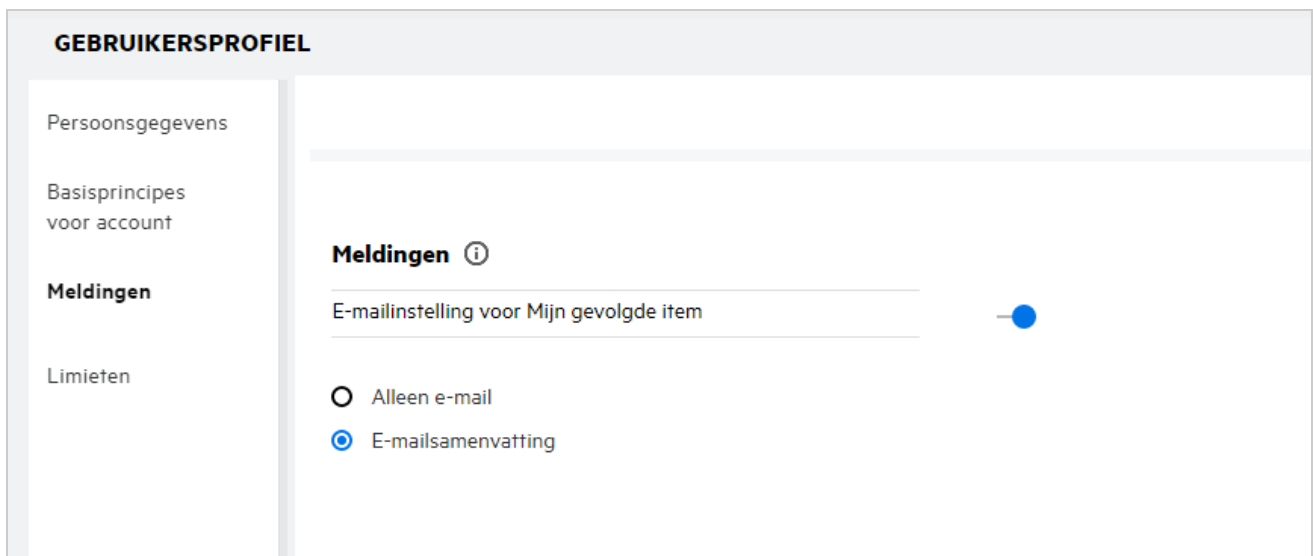 GEBRUIKERSPROFIEL
Persoonsgegevens
Basisprincipes
voor account
Meldingen
Limieten
Meldingen
E-mailinstelling voor Mijn gevolgde item
Alleen e-mail
E-mailsamenvatting